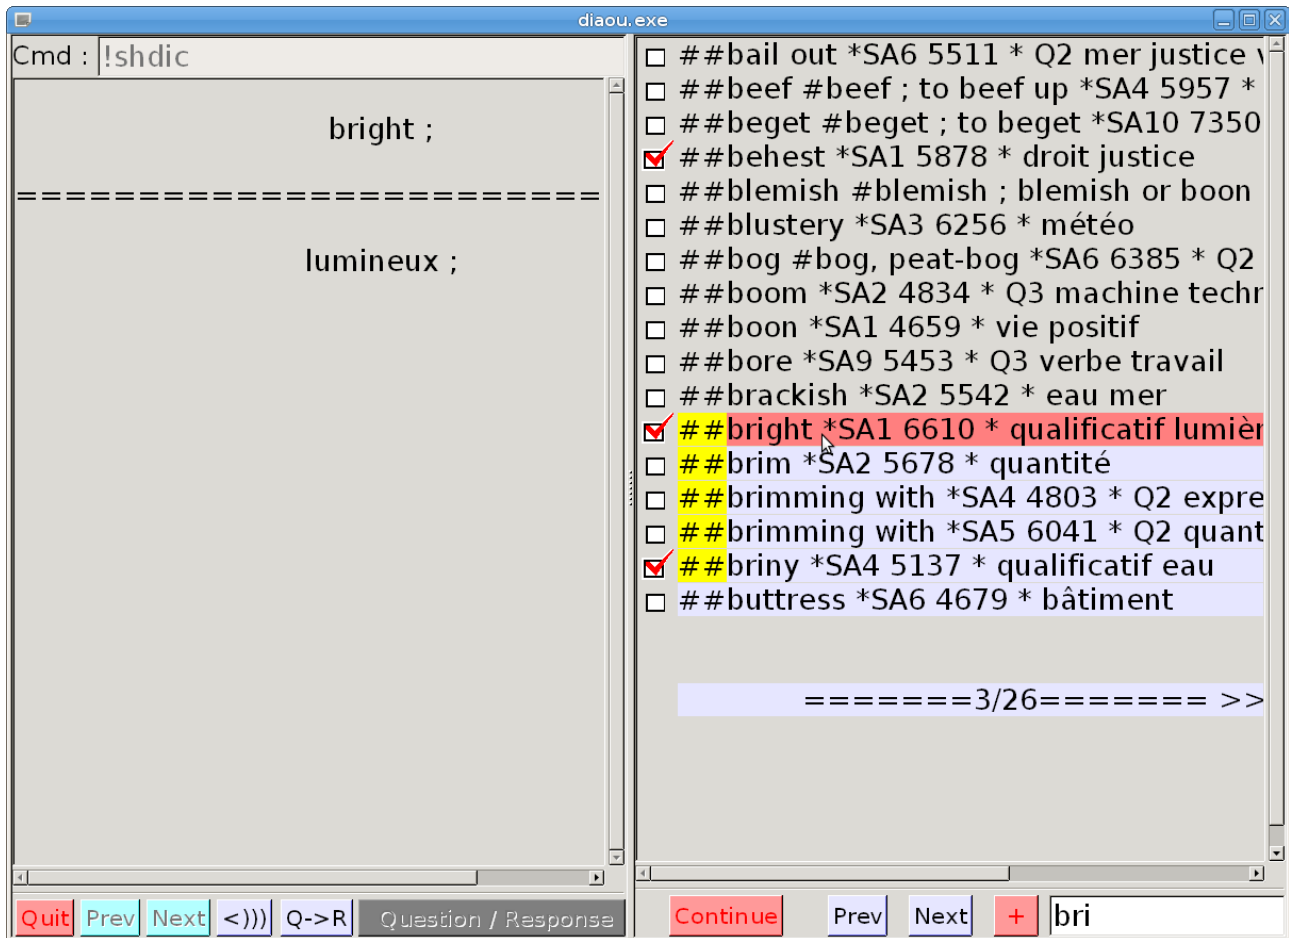 diaou.exe
Cmd : !shdic
bright ;
========================
lumineux ;
##bail out *SA6 5511 * Q2 mer justice
##beef #beef ; to beef up *SA4 5957 *
##beget #beget ; to beget *SA10 7350
##behest *SA1 5878 * droit justice
##blemish #blemish ; blemish or boon
##blustery *SA3 6256 * météo
##bog #bog, peat-bog *SA6 6385 * Q2
##boom *SA2 4834 * Q3 machine
##boon *SA1 4659 * vie positif
##bore *SA9 5453 * Q3 verbe travail
##brackish *SA2 5542 * eau mer
##bright *SA1 6610 * qualificatif lumièr
##brim *SA2 5678 * quantité
##brimming with *SA4 4803 * Q2 expre
##brimming with *SA5 6041 * Q2 quant
##briny *SA4 5137 * qualificatif eau
##buttress *SA6 4679 * bâtiment
=======3/26======= >>
Quit Prev Next <))) Q->R Question / Response
Continue Prev Next + bri